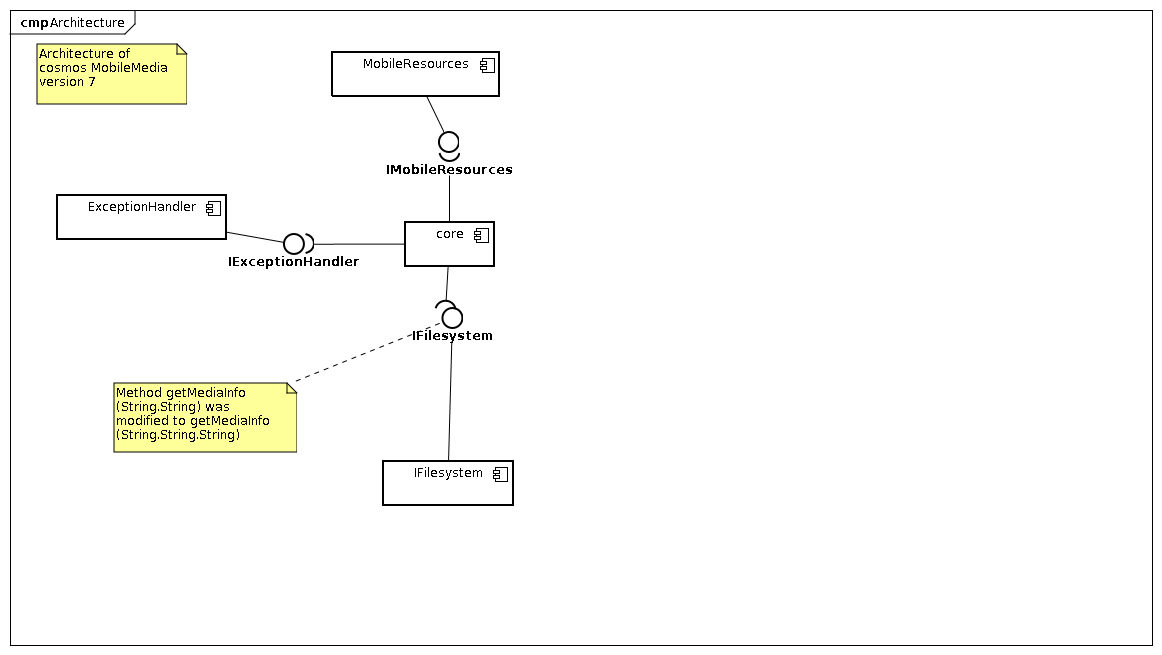 cmp Architecture
Architecture of
cosmos MobileMedia
version 7
MobileResources
IMobileResources
ExceptionHandler
core
IExceptionHandler
IFilesystem
Method getMediaInfo
(String.String) was
modified to getMediaInfo
(String.String.String)
IFilesystem